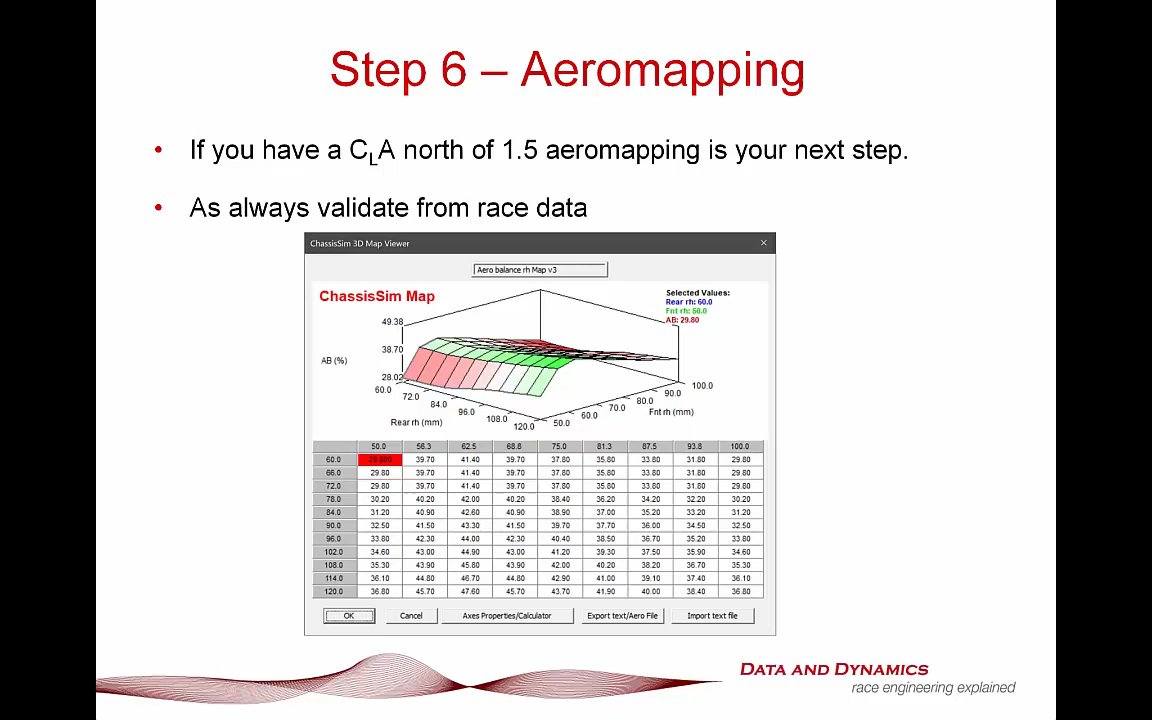 Step 6 – Aeromapping
• If you have a CLA north of 1.5 aeromapping is your next step.
• As always validate from race data
ChassisSim 3D Map Viewer
Aero balance rh Map v3
ChassisSim Map
Selected Values:
Rear rh: 60.0
Fnt rh: 50.0
AB: 29.80
49.38
38.70
28.02
AB (%)
60.0
72.0
84.0
96.0
108.0
120.0
Rear rh (mm)
50.0
60.0
70.0
80.0
90.0
100.0
Fnt rh (mm)
50.0 56.3 62.5 68.8 75.0 81.3 87.5 93.8 100.0
60.0 29.800 39.70 41.40 39.70 37.80 35.80 33.80 31.80 29.80
66.0 29.80 39.70 41.40 39.70 37.80 35.80 33.80 31.80 29.80
72.0 29.80 39.70 41.40 39.70 37.80 35.80 33.80 31.80 29.80
78.0 30.20 40.20 42.00 40.20 38.40 36.20 34.20 32.20 30.20
84.0 31.20 40.90 42.60 40.90 38.90 37.00 35.20 33.20 31.20
90.0 32.50 41.50 43.30 41.50 39.70 37.70 36.00 34.50 32.50
96.0 33.80 42.30 44.00 42.30 40.40 38.50 36.70 35.20 33.80
102.0 34.60 43.00 44.90 43.00 41.20 39.30 37.50 35.90 34.60
108.0 35.30 43.90 45.80 43.90 42.00 40.20 38.20 36.70 35.30
114.0 36.10 44.80 46.70 44.80 42.90 41.00 39.10 37.40 36.10
120.0 36.80 45.70 47.60 45.70 43.70 41.90 40.00 38.40 36.80
OK Cancel Axes Properties/Calculator Export text/Aero File Import text file
DATA AND DYNAMICS
race engineering explained